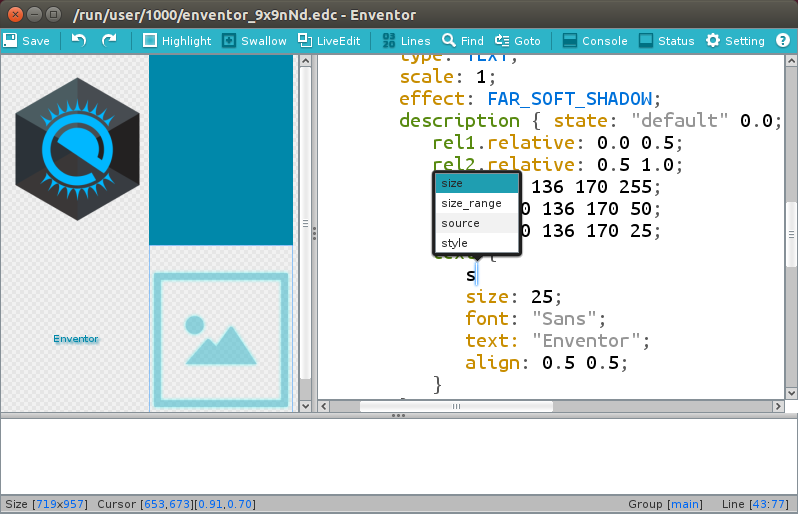 /run/user/1000/enventor_9x9nNd.edc - Enventor
Save Highlight Swallow LiveEdit 03 20 Lines Find Goto Console Status Setting ?
type: TEXT;
scale: 1;
effect: FAR_SOFT_SHADOW;
description { state: "default" 0.0;
rel1.relative: 0.0 0.5;
rel2.relative: 0.5 1.0;
136 170 255;
0 136 170 50;
0 136 170 25;
text {
s
size: 25;
font: "Sans";
text: "Enventor";
align: 0.5 0.5;
}
size
size_range
source
style
Enventor
Size [719x957] Cursor [653,673][0.91,0.70] Group [main] Line [43:77]